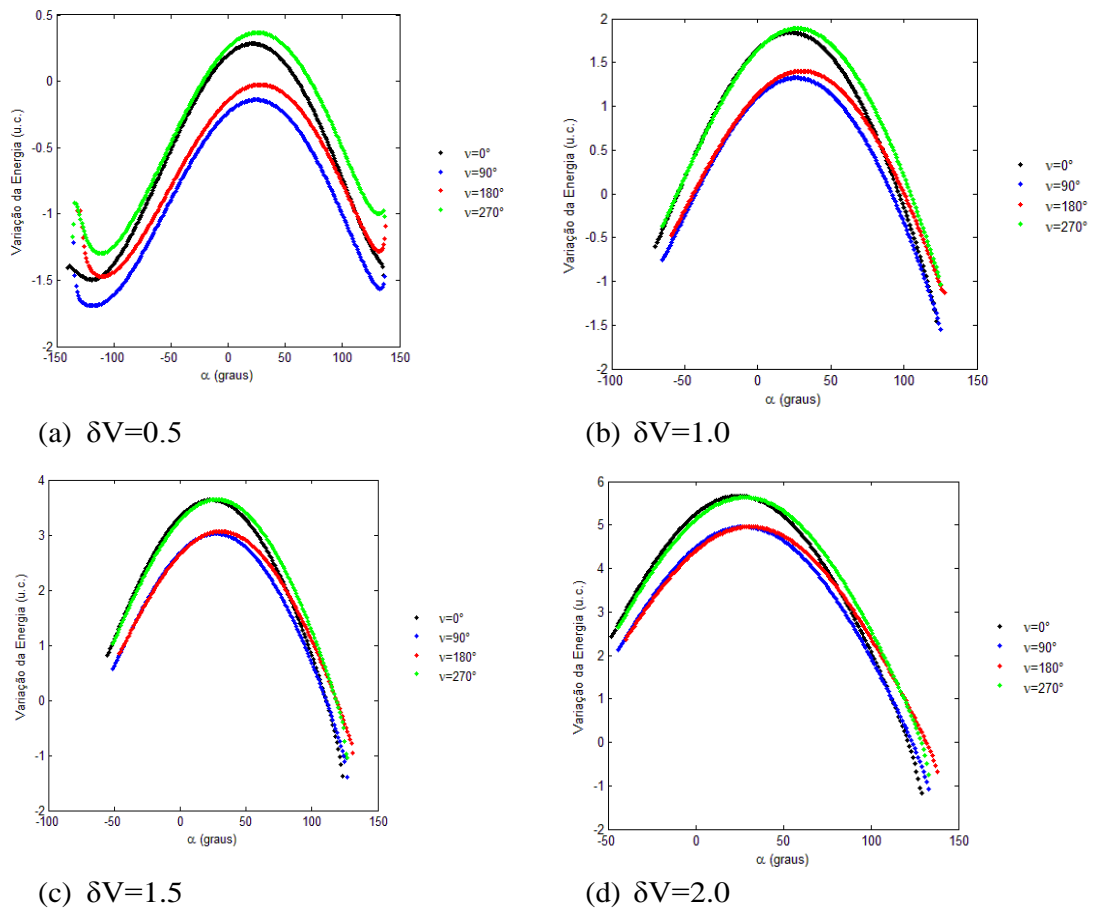 0.5
0
-0.5
-1
-1.5
-2
Variação da Energia (u.c.)
-150 -100 -50 0 50 100 150
α (graus)
ν=0°
ν=90°
ν=180°
ν=270°
(a) δV=0.5
2
1.5
1
0.5
0
-0.5
-1
-1.5
-2
Variação da Energia (u.c.)
-100 -50 0 50 100 150
α (graus)
ν=0°
ν=90°
ν=180°
ν=270°
(b) δV=1.0
4
3
2
1
0
-1
-2
Variação da Energia (u.c.)
-100 -50 0 50 100 150
α (graus)
ν=0°
ν=90°
ν=180°
ν=270°
(c) δV=1.5
6
5
4
3
2
1
0
-1
-2
Variação da Energia (u.c.)
-50 0 50 100 150
α (graus)
ν=0°
ν=90°
ν=180°
ν=270°
(d) δV=2.0